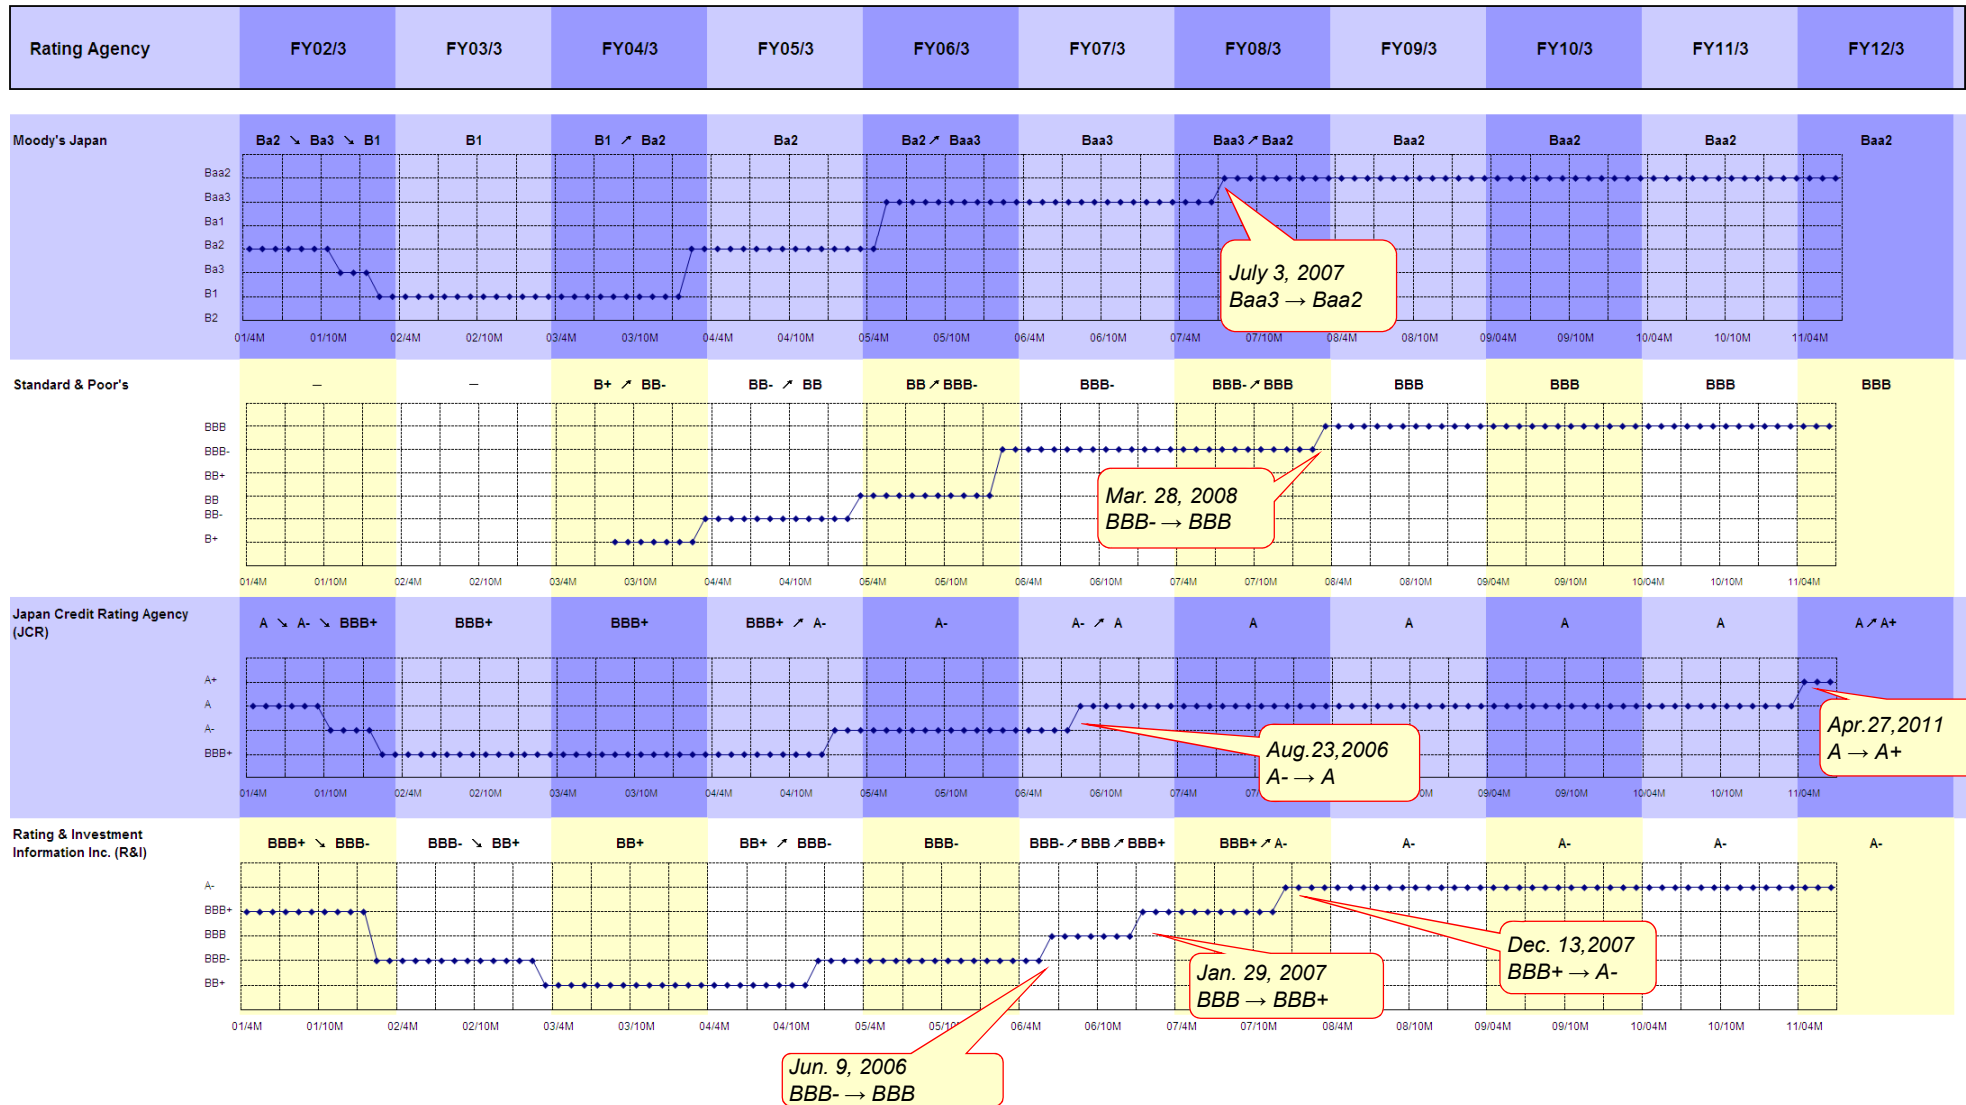 Rating Agency FY02/3 FY03/3 FY04/3 FY05/3 FY06/3 FY07/3 FY08/3 FY09/3 FY10/3 FY11/3 FY12/3
Moody's Japan Ba2 ↘ Ba3 ↘ B1 B1 B1 ↗ Ba2 Ba2 Ba2 ↗ Baa3 Baa3 Baa3 ↗ Baa2 Baa2 Baa2 Baa2 Baa2
Baa2
Baa3
Ba1
Ba2
Ba3
B1
B2
July 3, 2007
Baa3 → Baa2
01/4M 01/10M 02/4M 02/10M 03/4M 03/10M 04/4M 04/10M 05/4M 05/10M 06/4M 06/10M 07/4M 07/10M 08/4M 08/10M 09/04M 09/10M 10/04M 10/10M 11/04M
Standard & Poor's – – B+ ↗ BB- BB- ↗ BB BB ↗ BBB- BBB- BBB- ↗ BBB BBB BBB BBB BBB
BBB
BBB-
BB+
BB
BB-
B+
Mar. 28, 2008
BBB- → BBB
01/4M 01/10M 02/4M 02/10M 03/4M 03/10M 04/4M 04/10M 05/4M 05/10M 06/4M 06/10M 07/4M 07/10M 08/4M 08/10M 09/04M 09/10M 10/04M 10/10M 11/04M
Japan Credit Rating Agency
(JCR) A ↘ A- ↘ BBB+ BBB+ BBB+ BBB+ ↗ A- A- A- ↗ A A A A A A ↗ A+
A+
A
A-
BBB+
Aug.23,2006
A- → A
Apr.27,2011
A → A+
01/4M 01/10M 02/4M 02/10M 03/4M 03/10M 04/4M 04/10M 05/4M 05/10M 06/4M 06/10M 07/4M 08/4M 09/04M 09/10M 10/04M 10/10M 11/04M
Rating & Investment
Information Inc. (R&I) BBB+ ↘ BBB- BBB- ↘ BB+ BB+ BB+ ↗ BBB- BBB- BBB- ↗ BBB ↗ BBB+ BBB+ ↗ A- A- A- A- A-
A-
BBB+
BBB
BBB-
BB+
Dec. 13,2007
BBB+ → A-
Jan. 29, 2007
BBB → BBB+
01/4M 01/10M 02/4M 02/10M 03/4M 03/10M 04/4M 04/10M 05/4M 05/10M 06/4M 06/10M 07/4M 07/10M 08/4M 08/10M 09/04M 09/10M 10/04M 10/10M 11/04M
Jun. 9, 2006
BBB- → BBB